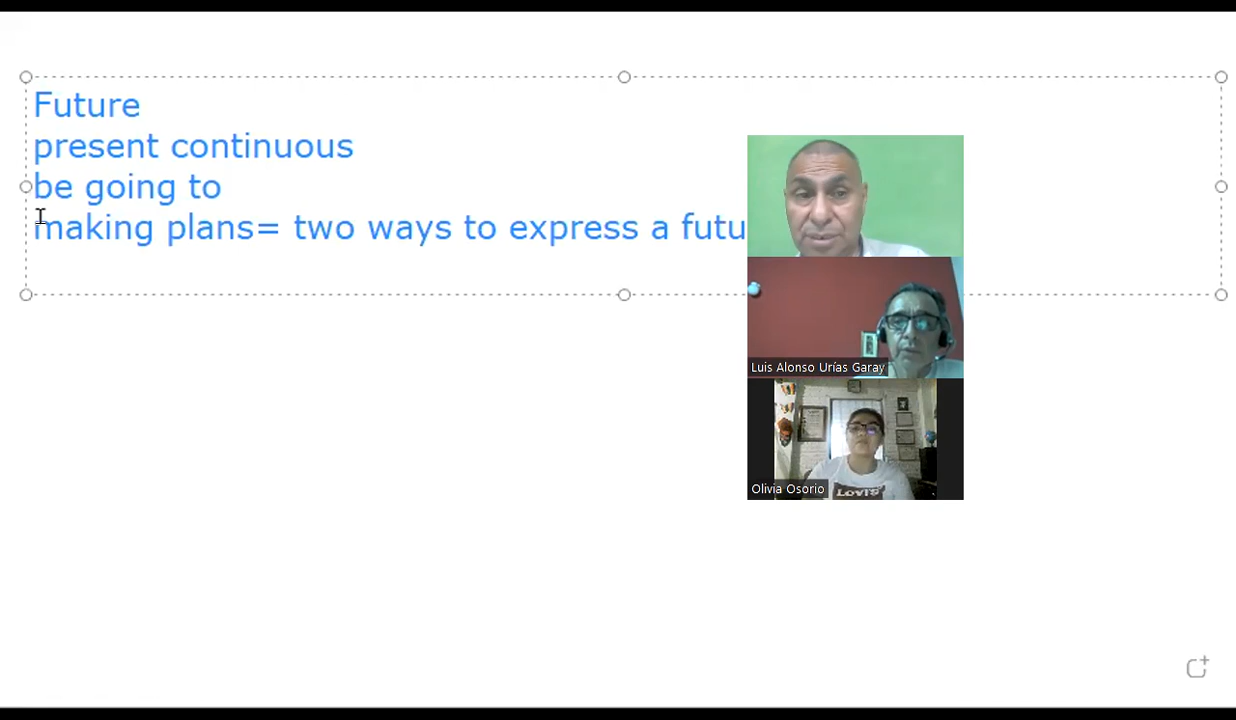 Future
present continuous
be going to
making plans= two ways to express a futu
Luis Alonso Urías Garay
Olivia Osorio